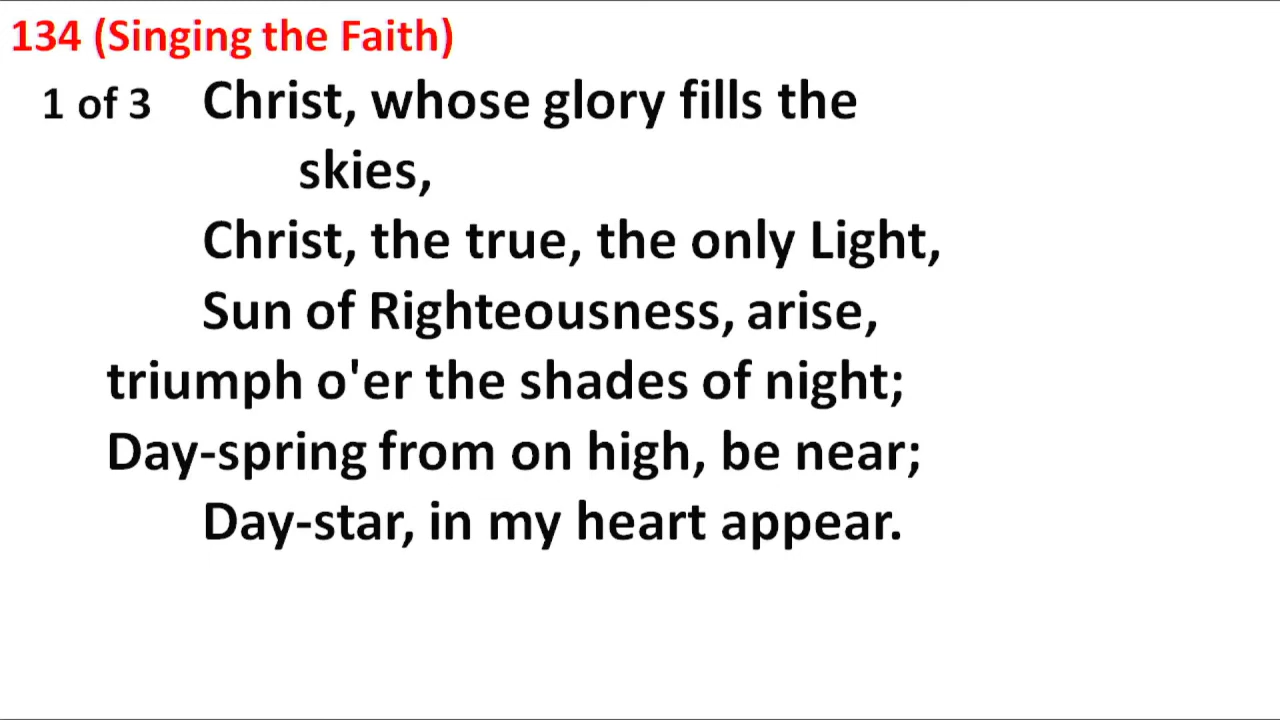 134 (Singing the Faith)
1 of 3 Christ, whose glory fills the
skies,
Christ, the true, the only Light,
Sun of Righteousness, arise,
triumph o'er the shades of night;
Day-spring from on high, be near;
Day-star, in my heart appear.